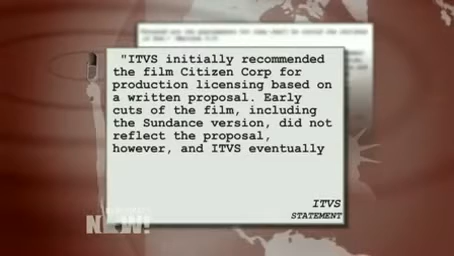 "ITVS initially recommended
the film Citizen Corp for
production licensing based on
a written proposal. Early
cuts of the film, including
the Sundance version, did not
reflect the proposal,
however, and ITVS eventually
ITVS
STATEMENT
NOW!